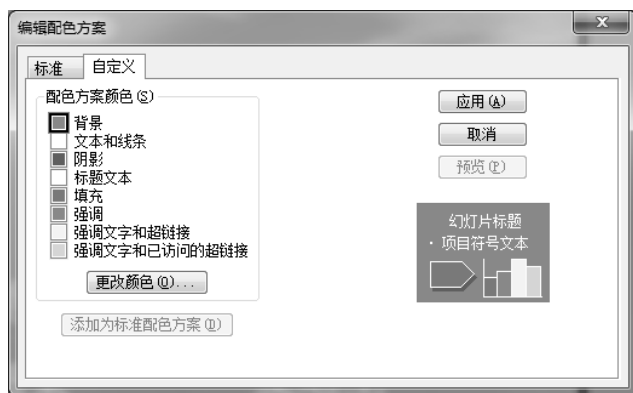 编辑配色方案
标准
自定义
配色方案颜色(S)
背景
文本和线条
阴影
标题文本
填充
强调
强调文字和超链接
强调文字和已访问的超链接
更改颜色(O)...
添加为标准配色方案(D)
应用(A)
取消
预览(P)
幻灯片标题
· 项目符号文本